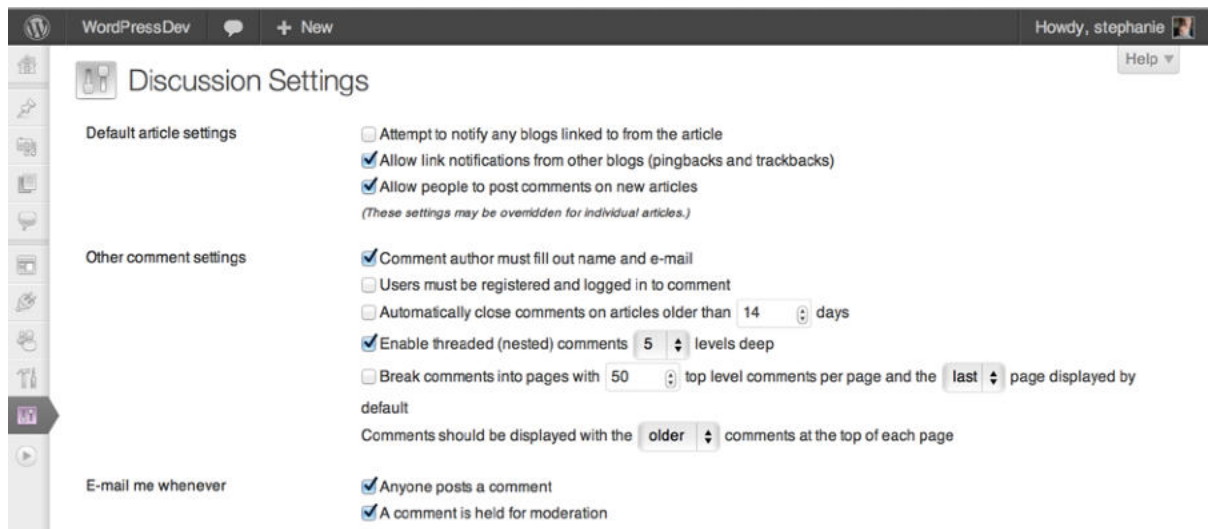 WordPressDev + New Howdy, stephanie
Help
Discussion Settings
Default article settings
Attempt to notify any blogs linked to from the article
Allow link notifications from other blogs (pingbacks and trackbacks)
Allow people to post comments on new articles
(These settings may be overridden for individual articles.)
Other comment settings
Comment author must fill out name and e-mail
Users must be registered and logged in to comment
Automatically close comments on articles older than 14 days
Enable threaded (nested) comments 5 levels deep
Break comments into pages with 50 top level comments per page and the last page displayed by
default
Comments should be displayed with the older comments at the top of each page
E-mail me whenever
Anyone posts a comment
A comment is held for moderation